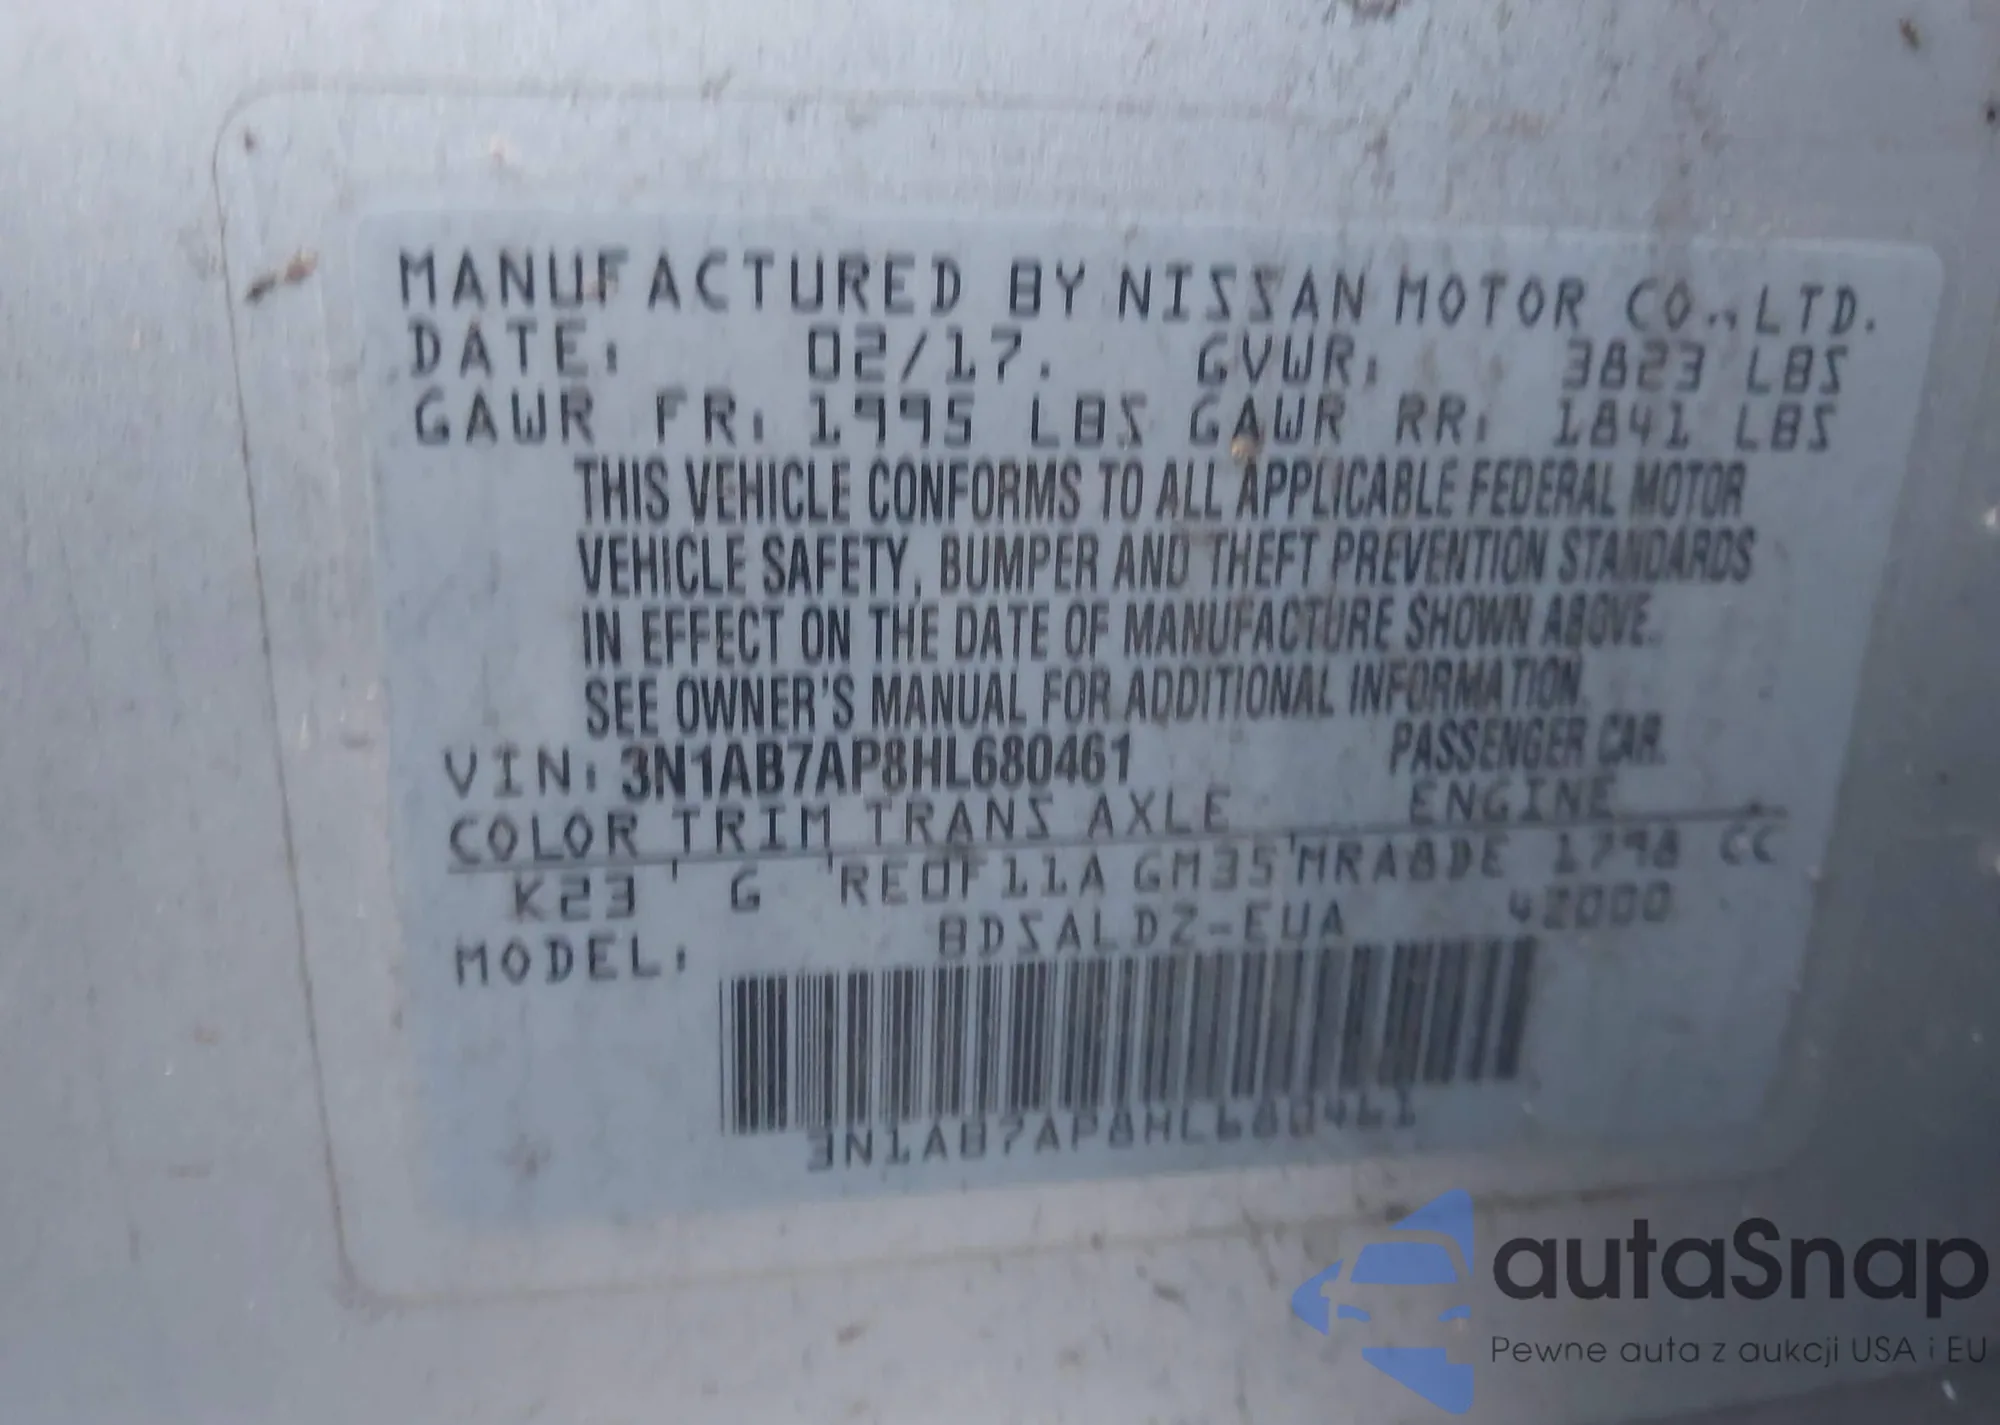 MANUFACTURED BY NISSAN MOTOR CO., LTD.
DATE: 02/17. GVWR: 3823 LBS
GAWR FR: 1995 LBS GAWR RR: 1841 LBS
THIS VEHICLE CONFORMS TO ALL APPLICABLE FEDERAL MOTOR
VEHICLE SAFETY, BUMPER AND THEFT PREVENTION STANDARDS
IN EFFECT ON THE DATE OF MANUFACTURE SHOWN ABOVE.
SEE OWNER'S MANUAL FOR ADDITIONAL INFORMATION.
VIN: 3N1AB7AP8HL680461 PASSENGER CAR
COLOR TRIM TRANS AXLE ENGINE
K23 G RE0F11A GM35 MRA8DE 1798 CC
MODEL: BDSALDZ-EUA 42000
3N1AB7AP8HL680461
autaSnap
Pewne auta z aukcji USA i EU